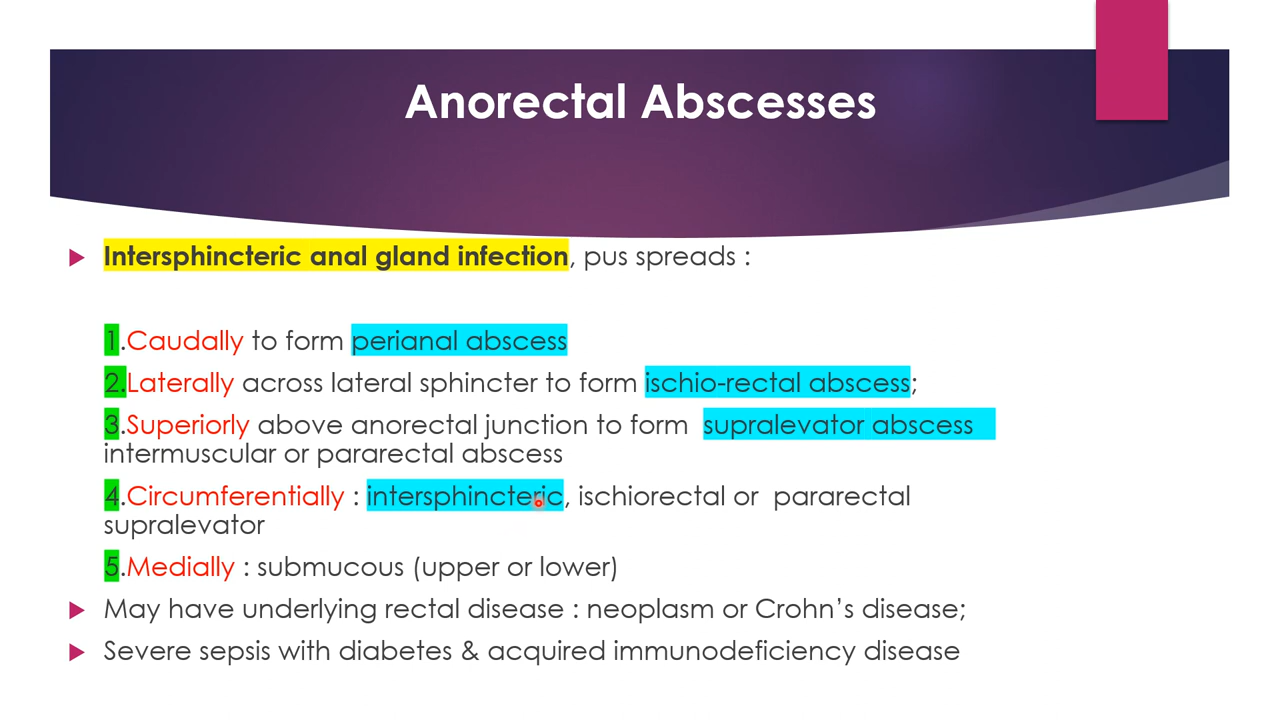 Anorectal Abscesses
Intersphincteric anal gland infection, pus spreads :
1.Caudally to form perianal abscess
2.Laterally across lateral sphincter to form ischio-rectal abscess;
3.Superiorly above anorectal junction to form supralevator abscess
intermuscular or pararectal abscess
4.Circumferentially : intersphincteric, ischiorectal or pararectal
supralevator
5.Medially : submucous (upper or lower)
May have underlying rectal disease : neoplasm or Crohn’s disease;
Severe sepsis with diabetes & acquired immunodeficiency disease